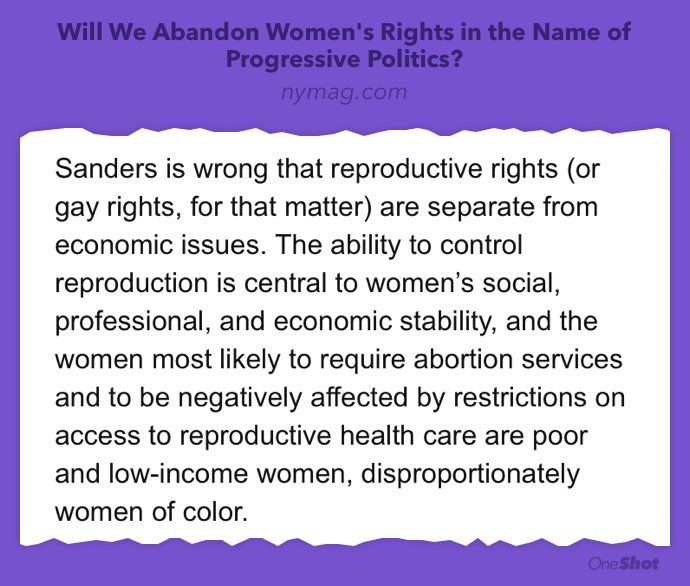 Will We Abandon Women's Rights in the Name of
Progressive Politics?
nymag.com
Sanders is wrong that reproductive rights (or
gay rights, for that matter) are separate from
economic issues. The ability to control
reproduction is central to women’s social,
professional, and economic stability, and the
women most likely to require abortion services
and to be negatively affected by restrictions on
access to reproductive health care are poor
and low-income women, disproportionately
women of color.
OneShot